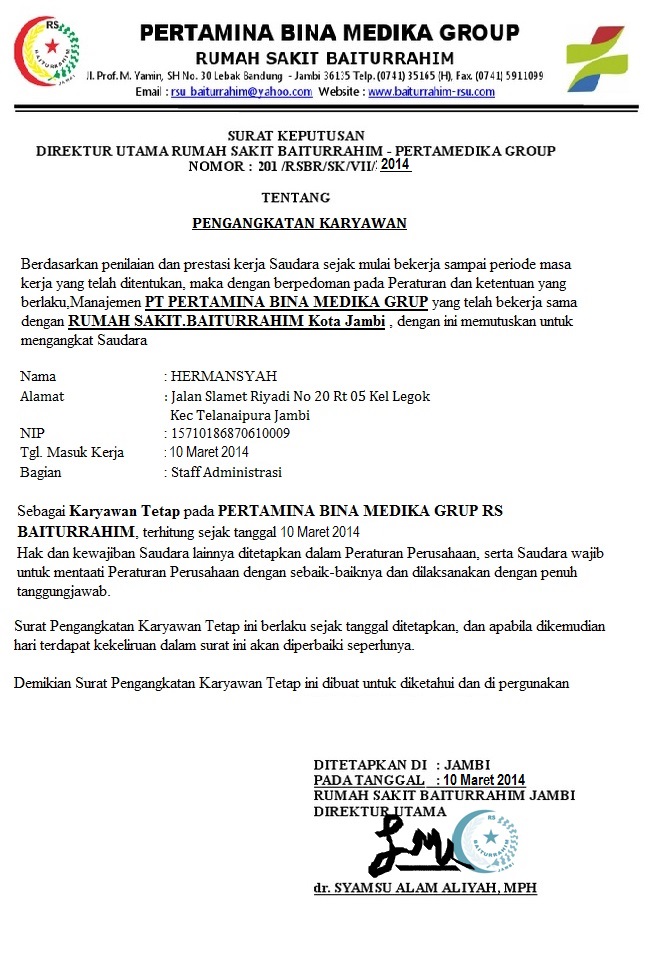 RS
BAITURRAHIM
JAMBI
PERTAMINA BINA MEDIKA GROUP
RUMAH SAKIT BAITURRAHIM
Jl. Prof. M. Yamin, SH No. 30 Lebak Bandung - Jambi 36135 Telp. (0741) 35165 (H), Fax. (0741) 5911099
Email : rsu_baiturrahim@yahoo.com Website : www.baiturrahim-rsu.com
SURAT KEPUTUSAN
DIREKTUR UTAMA RUMAH SAKIT BAITURRAHIM - PERTAMEDIKA GROUP
NOMOR : 201 /RSBR/SK/VII/: 2014
TENTANG
PENGANGKATAN KARYAWAN
Berdasarkan penilaian dan prestasi kerja Saudara sejak mulai bekerja sampai periode masa
kerja yang telah ditentukan, maka dengan berpedoman pada Peraturan dan ketentuan yang
berlaku,Manajemen PT PERTAMINA BINA MEDIKA GRUP yang telah bekerja sama
dengan RUMAH SAKIT.BAITURRAHIM Kota Jambi , dengan ini memutuskan untuk
mengangkat Saudara
Nama : HERMANSYAH
Alamat : Jalan Slamet Riyadi No 20 Rt 05 Kel Legok
Kec Telanaipura Jambi
NIP : 15710186870610009
Tgl. Masuk Kerja : 10 Maret 2014
Bagian : Staff Administrasi
Sebagai Karyawan Tetap pada PERTAMINA BINA MEDIKA GRUP RS
BAITURRAHIM, terhitung sejak tanggal 10 Maret 2014
Hak dan kewajiban Saudara lainnya ditetapkan dalam Peraturan Perusahaan, serta Saudara wajib
untuk mentaati Peraturan Perusahaan dengan sebaik-baiknya dan dilaksanakan dengan penuh
tanggungjawab.
Surat Pengangkatan Karyawan Tetap ini berlaku sejak tanggal ditetapkan, dan apabila dikemudian
hari terdapat kekeliruan dalam surat ini akan diperbaiki seperlunya.
Demikian Surat Pengangkatan Karyawan Tetap ini dibuat untuk diketahui dan di pergunakan
DITETAPKAN DI : JAMBI
PADA TANGGAL : 10 Maret 2014
RUMAH SAKIT BAITURRAHIM JAMBI
DIREKTUR UTAMA
RS
BAITURRAHIM
JAMBI
dr. SYAMSU ALAM ALIYAH, MPH